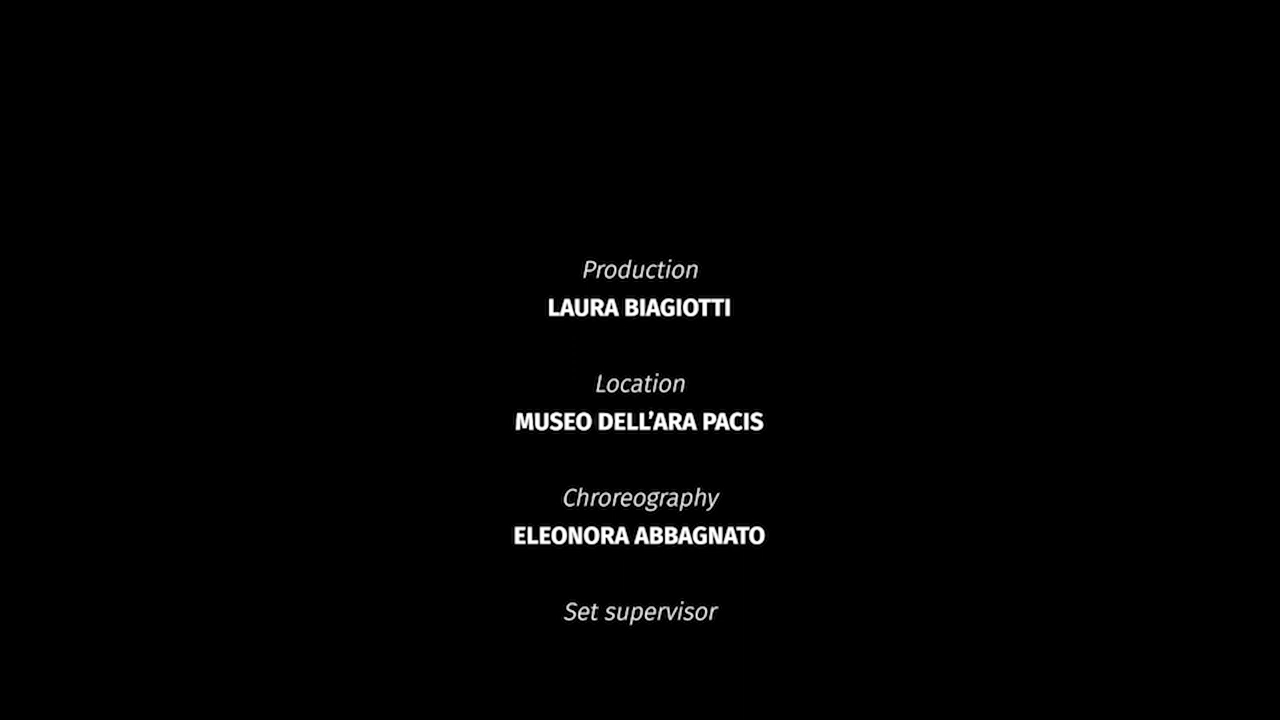 Production
LAURA BIAGIOTTI
Location
MUSEO DELL’ARA PACIS
Chroreography
ELEONORA ABBAGNATO
Set supervisor